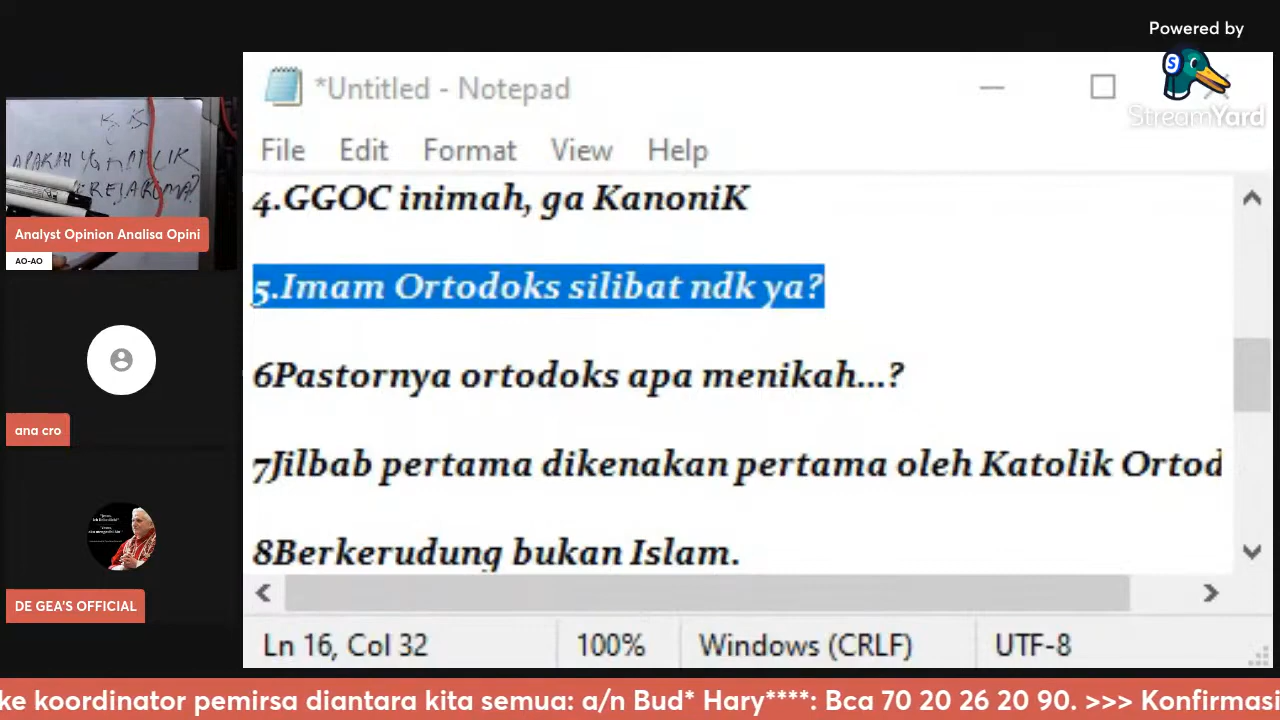 Powered by
StreamYard
*Untitled - Notepad
File Edit Format View Help
4.GGOC inimah, ga KanoniK
5.Imam Ortodoks silibat ndk ya?
6Pastornya ortodoks apa menikah...?
7Jilbab pertama dikenakan pertama oleh Katolik Ortod
8Berkerudung bukan Islam.
Ln 16, Col 32 100% Windows (CRLF) UTF-8
APAKAH
Analyst Opinion Analisa Opini
AO-AO
ana cro
DE GEA'S OFFICIAL
ke koordinator pemirsa diantara kita semua: a/n Bud* Hary****: Bca 70 20 26 20 90. >>> Konfirmasi